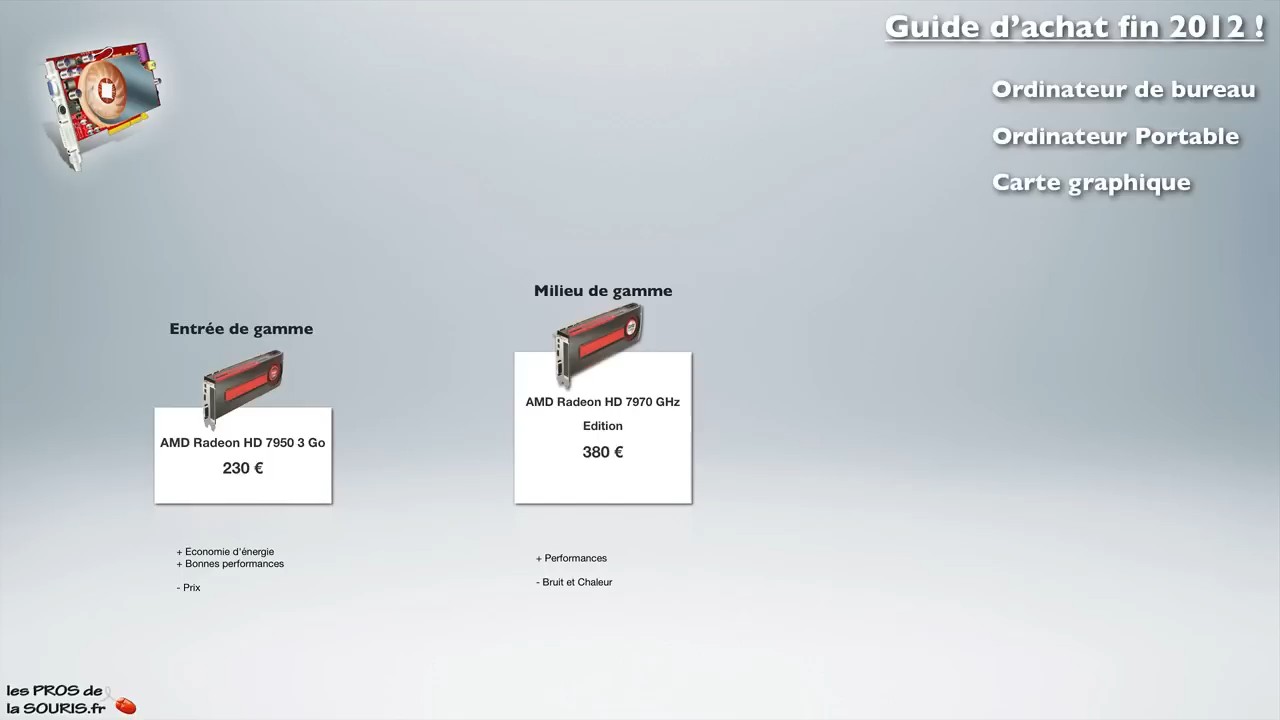 Guide d’achat fin 2012 !
Ordinateur de bureau
Ordinateur Portable
Carte graphique
Entrée de gamme
AMD Radeon HD 7950 3 Go
230 €
+ Economie d'énergie
+ Bonnes performances
- Prix
Milieu de gamme
AMD Radeon HD 7970 GHz
Edition
380 €
+ Performances
- Bruit et Chaleur
les PROS de
la SOURIS.fr